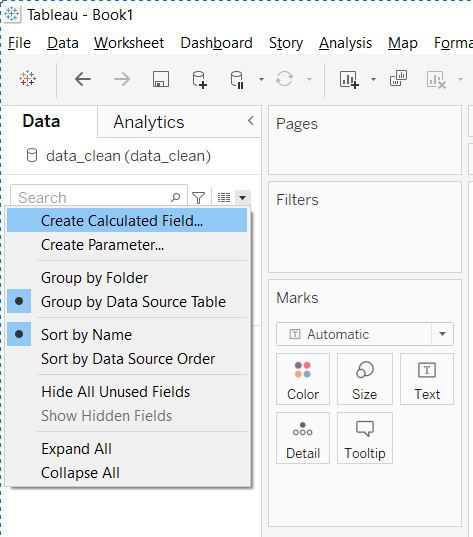 Tableau - Book1
File Data Worksheet Dashboard Story Analysis Map Forma
Data Analytics
Pages
data_clean (data_clean)
Search
Filters
Create Calculated Field...
Create Parameter...
Group by Folder
Group by Data Source Table
Marks
Sort by Name
Automatic
Sort by Data Source Order
Hide All Unused Fields
Color Size Text
Show Hidden Fields
Expand All
Detail Tooltip
Collapse All